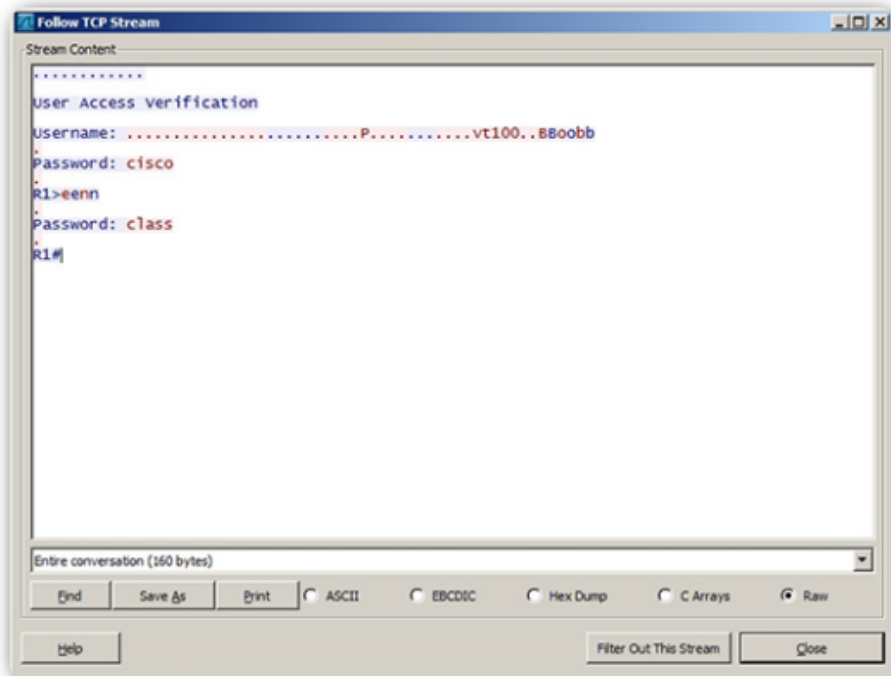 Follow TCP Stream
Stream Content
............
User Access Verification
Username: .........................P............vt100..BBoobb
.
Password: cisco
.
R1>eenn
.
Password: class
.
R1#
Entire conversation (160 bytes)
Find Save As Print ASCII EBCDIC Hex Dump C Arrays Raw
Help Filter Out This Stream Close